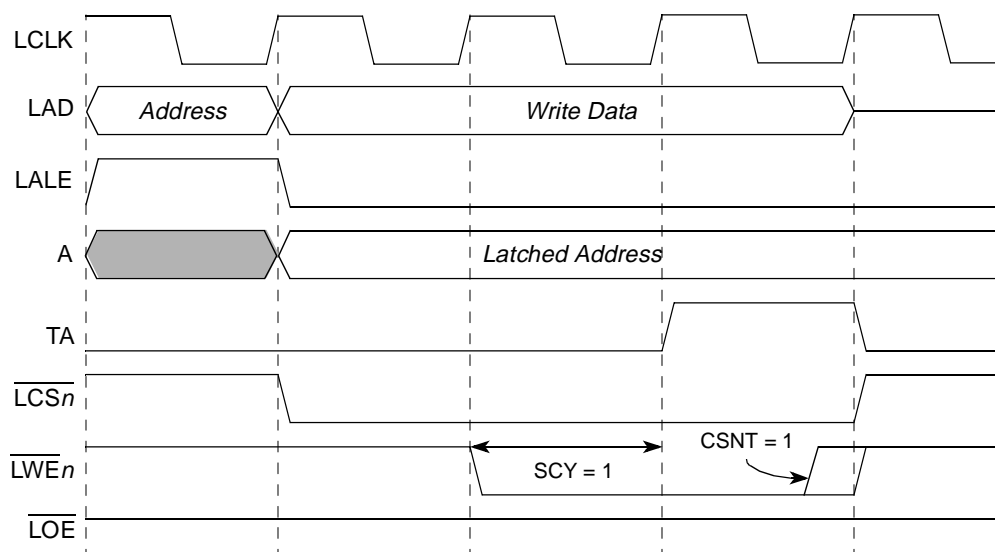 LCLK
LAD
Address
Write Data
LALE
A
Latched Address
TA
LCSn
CSNT = 1
LWEn
SCY = 1
LOE